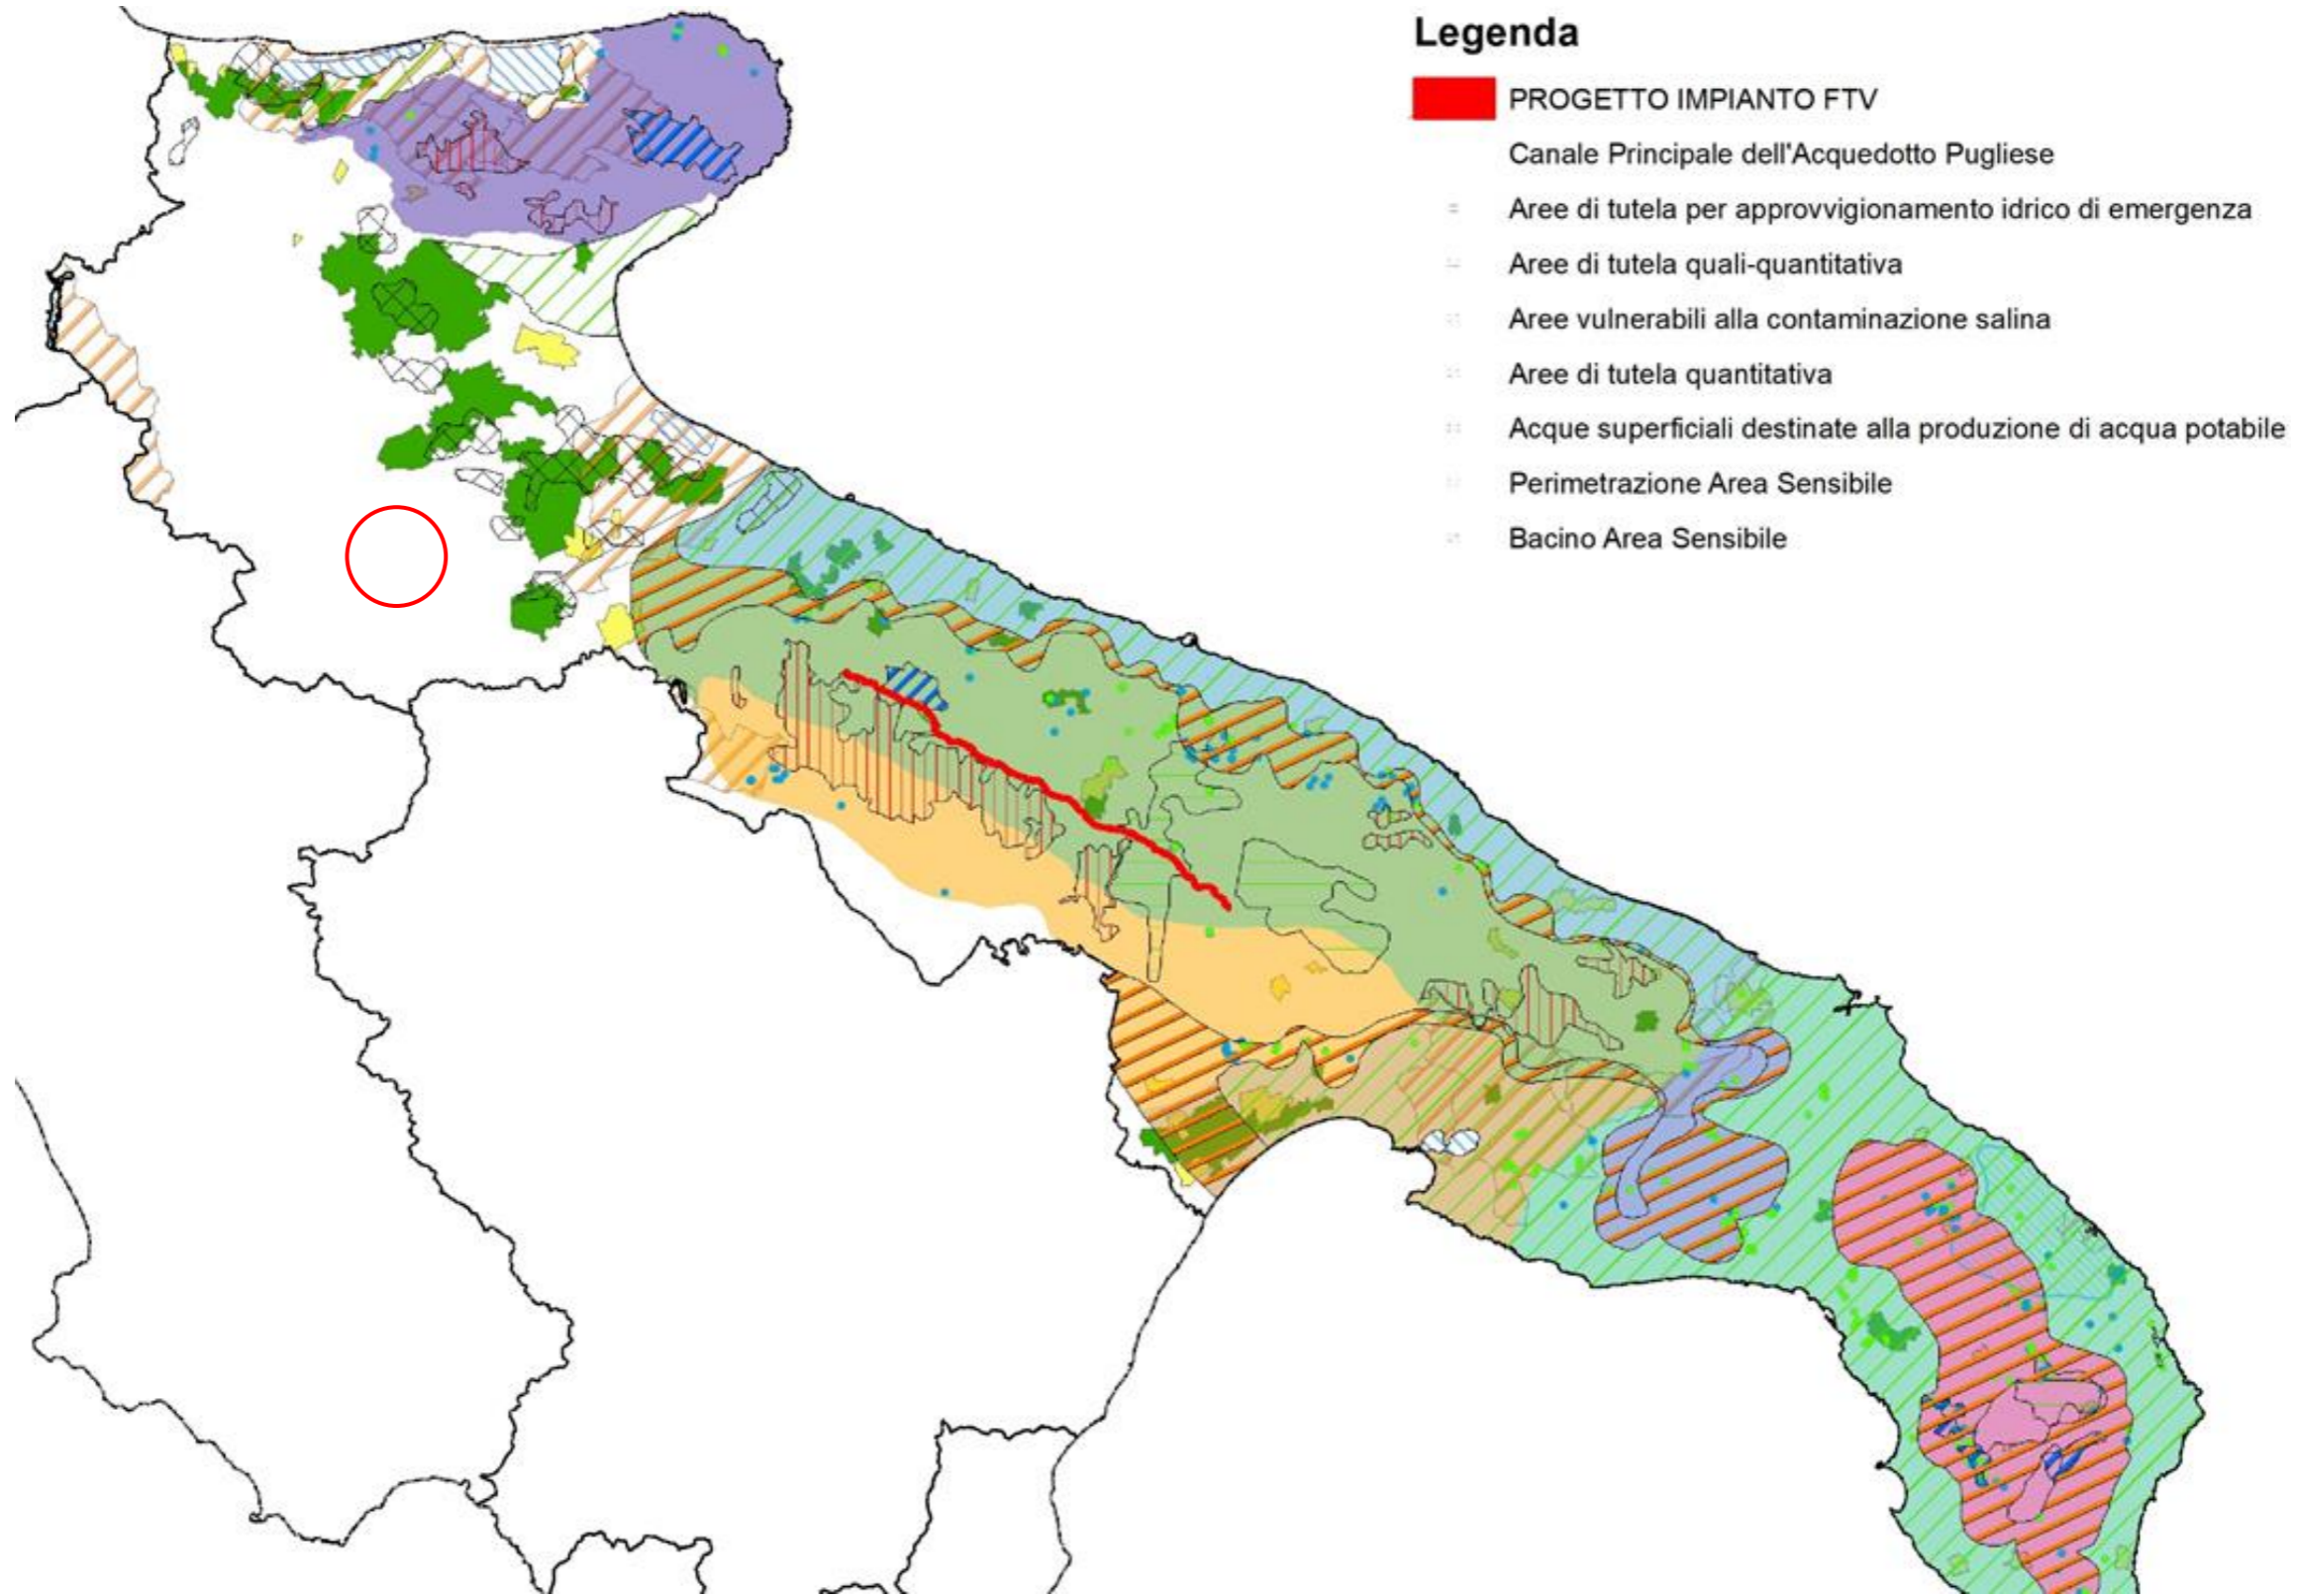 Legenda
PROGETTO IMPIANTO FTV
Canale Principale dell'Acquedotto Pugliese
Aree di tutela per approvvigionamento idrico di emergenza
Aree di tutela quali-quantitativa
Aree vulnerabili alla contaminazione salina
Aree di tutela quantitativa
Acque superficiali destinate alla produzione di acqua potabile
Perimetrazione Area Sensibile
Bacino Area Sensibile